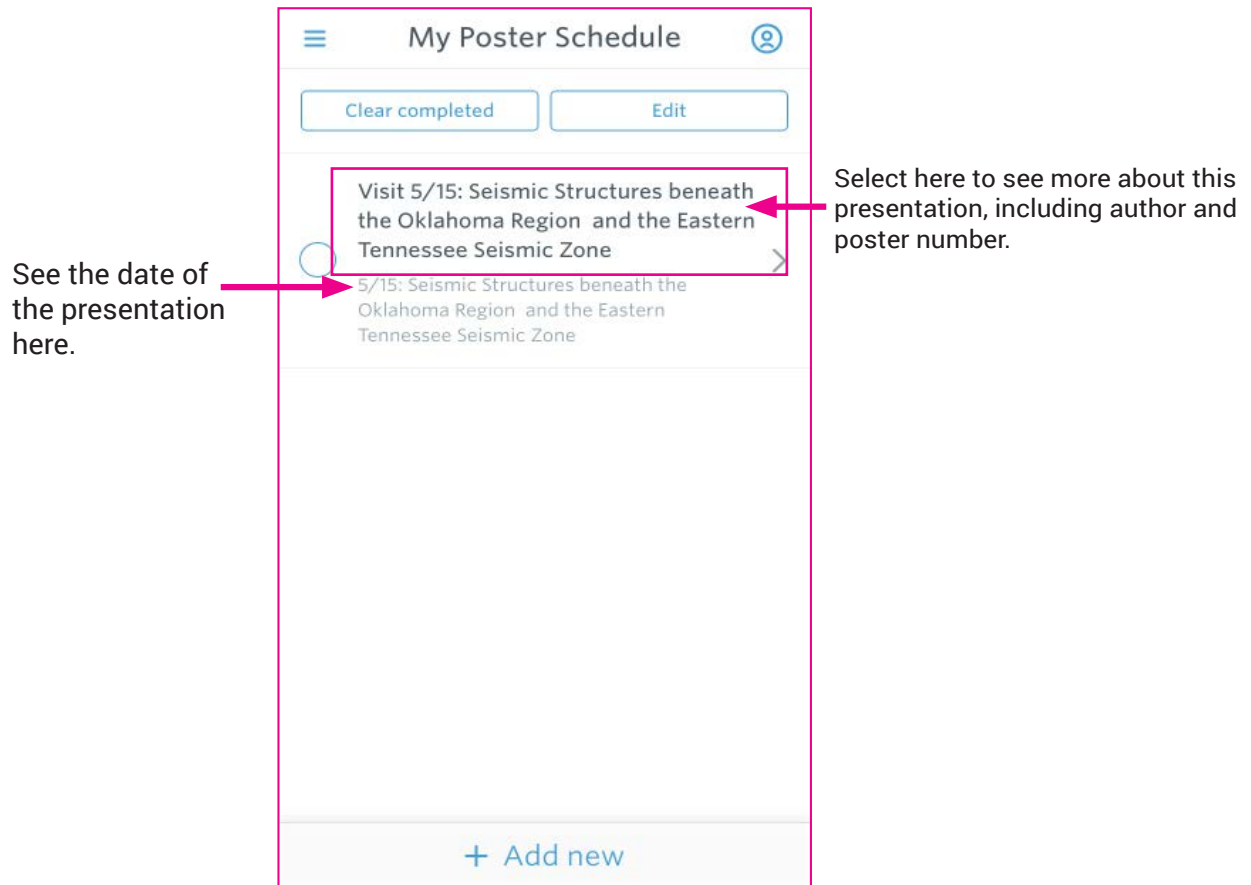 My Poster Schedule
Clear completed
Edit
Visit 5/15: Seismic Structures beneath
the Oklahoma Region and the Eastern
Tennessee Seismic Zone
5/15: Seismic Structures beneath the
Oklahoma Region and the Eastern
Tennessee Seismic Zone
See the date of
the presentation
here.
Select here to see more about this
presentation, including author and
poster number.
+ Add new